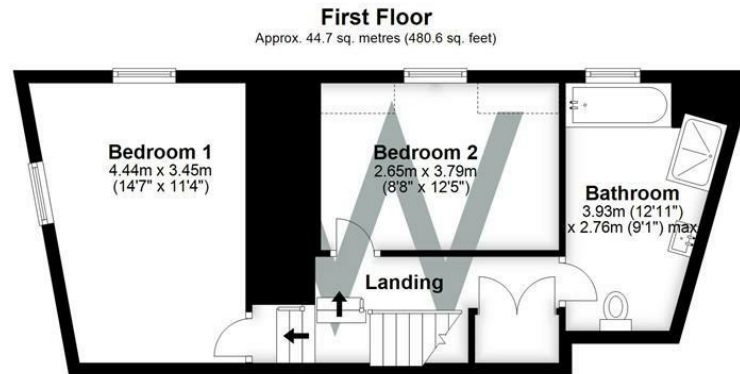 First Floor
Approx. 44.7 sq. metres (480.6 sq. feet)
Bedroom 1
4.44m x 3.45m
(14'7" x 11'4")
Bedroom 2
2.65m x 3.79m
(8'8" x 12'5")
Bathroom
3.93m (12'11")
x 2.76m (9'1") max
Landing
W